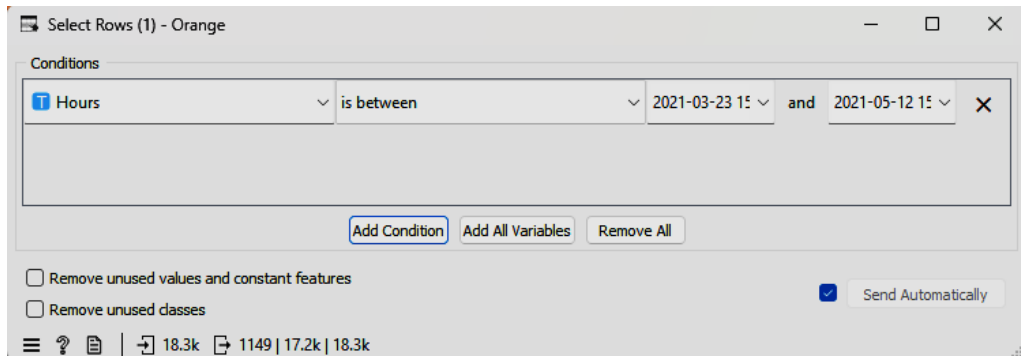 Select Rows (1) - Orange
Conditions
T Hours is between 2021-03-23 15 and 2021-05-12 15
Add Condition Add All Variables Remove All
Remove unused values and constant features
Send Automatically
Remove unused classes
18.3k 1149 | 17.2k | 18.3k